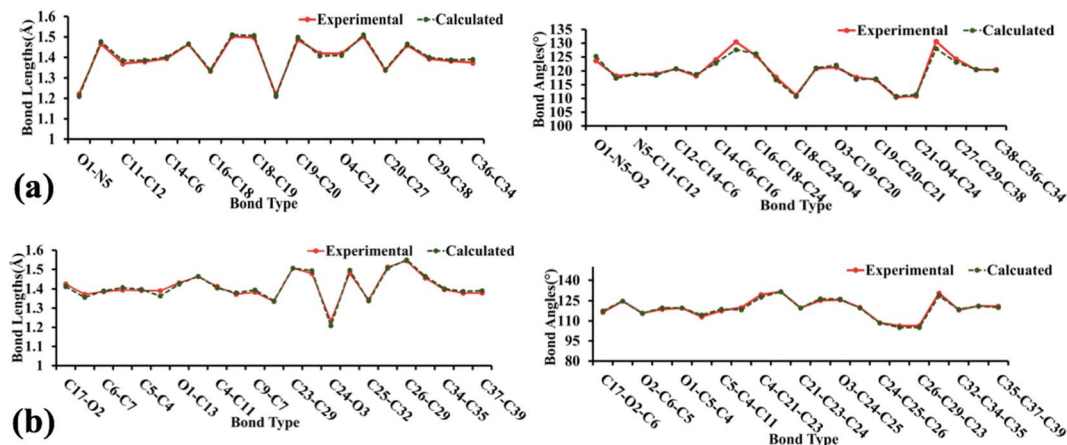 (a)
Experimental Calculated
Bond Lengths(Å)
1.6
1.5
1.4
1.3
1.2
1.1
1
O1-N5
C11-C12
C14-C6
C16-C18
C18-C19
C19-C20
O4-C21
C20-C27
C29-C38
C36-C34
Bond Type
Experimental Calculated
Bond Angles(°)
135
130
125
120
115
110
105
100
O1-N5-O2
N5-C11-C12
C12-C14-C6
C14-C6-C16
C16-C18-C24
C18-C24-O4
O3-C19-C20
C19-C20-C21
C21-O4-C24
C27-C29-C38
C38-C36-C34
Bond Type
(b)
Experimental Calculated
Bond Lengths(Å)
1.6
1.5
1.4
1.3
1.2
1.1
1
C17-O2
C6-C7
C5-C4
O1-C13
C4-C11
C9-C7
C23-C29
C24-O3
C25-C32
C26-C29
C34-C35
C37-C39
Bond Type
Experimental Calcuated
Bond Angles(°)
140
120
100
80
C17-O2-C6
O2-C6-C5
O1-C5-C4
C5-C4-C11
C4-C21-C23
C21-C23-C24
O3-C24-C25
C24-C25-C26
C26-C29-C23
C32-C34-C35
C35-C37-C39
Bond Type